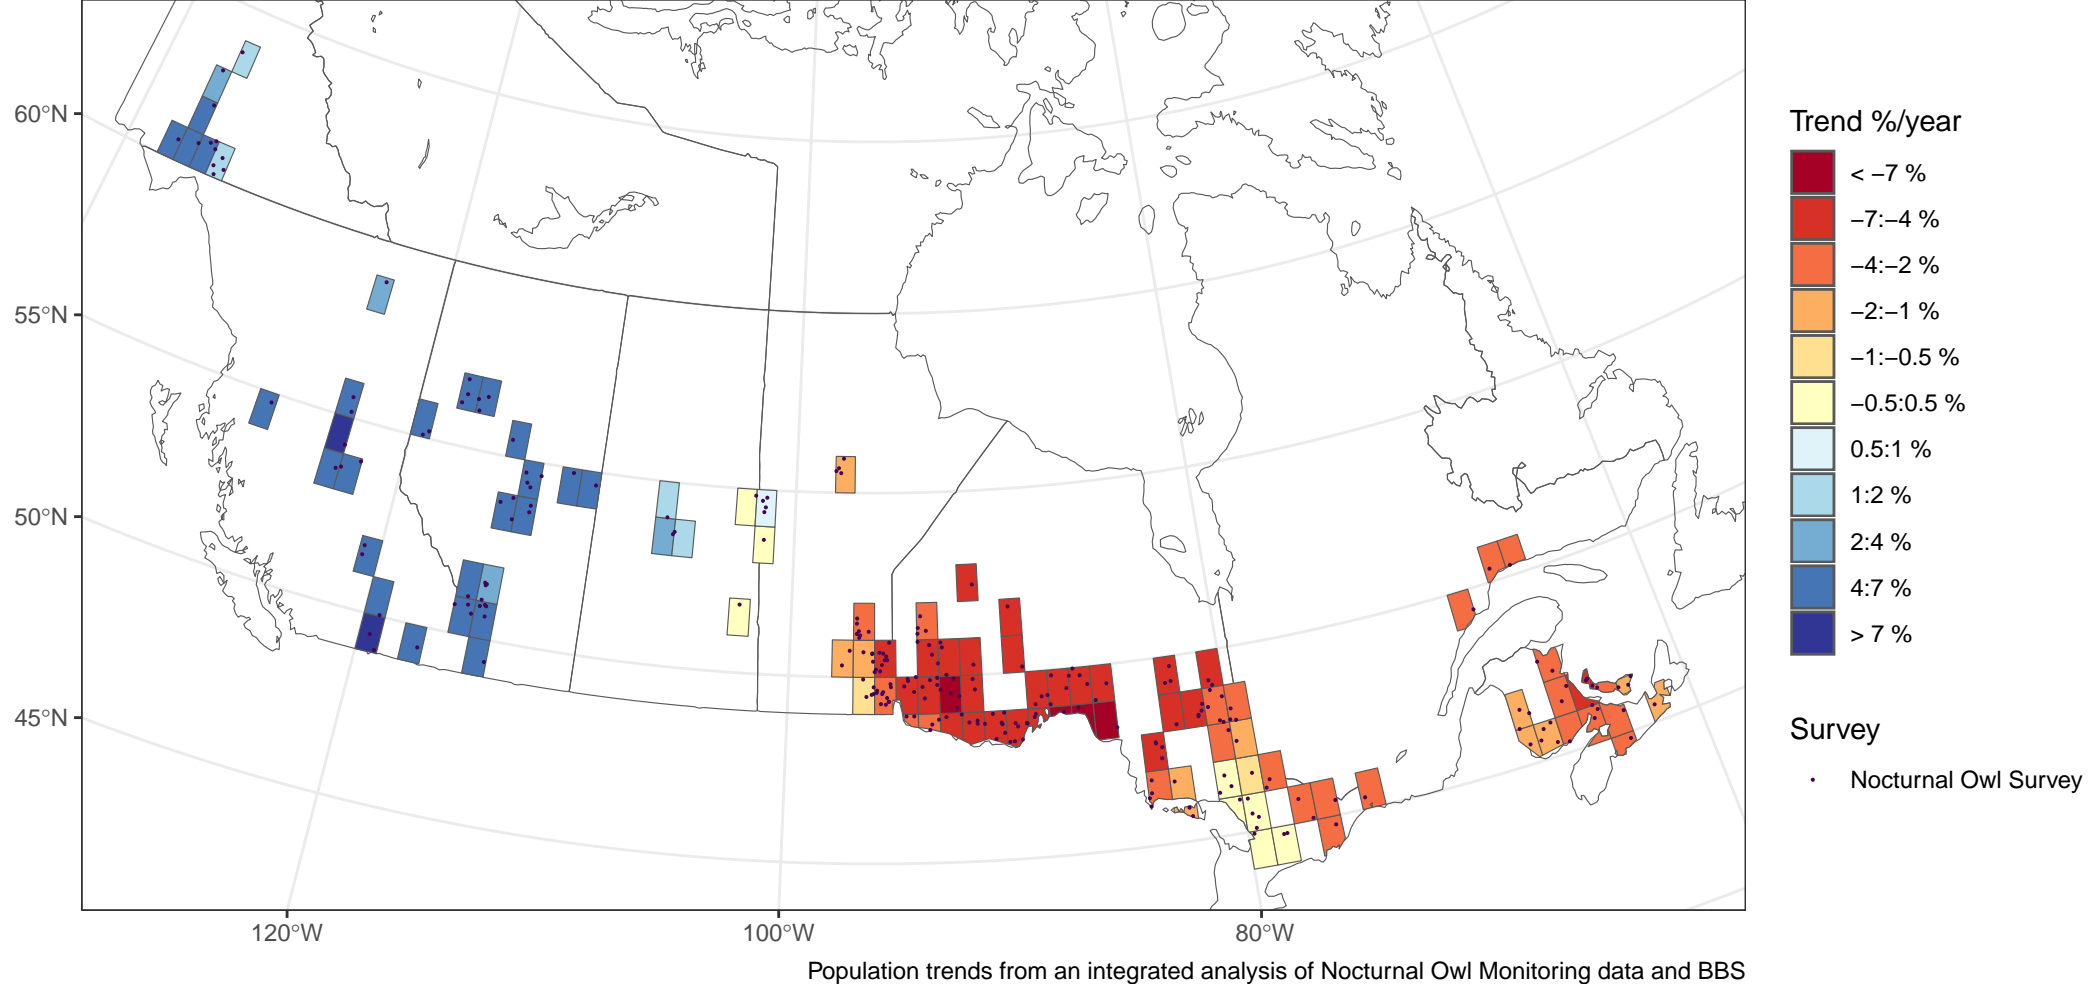 60°N
55°N
50°N
45°N
120°W
100°W
80°W
Trend %/year
< −7 %
−7:−4 %
−4:−2 %
−2:−1 %
−1:−0.5 %
−0.5:0.5 %
0.5:1 %
1:2 %
2:4 %
4:7 %
> 7 %
Survey
Nocturnal Owl Survey
Population trends from an integrated analysis of Nocturnal Owl Monitoring data and BBS